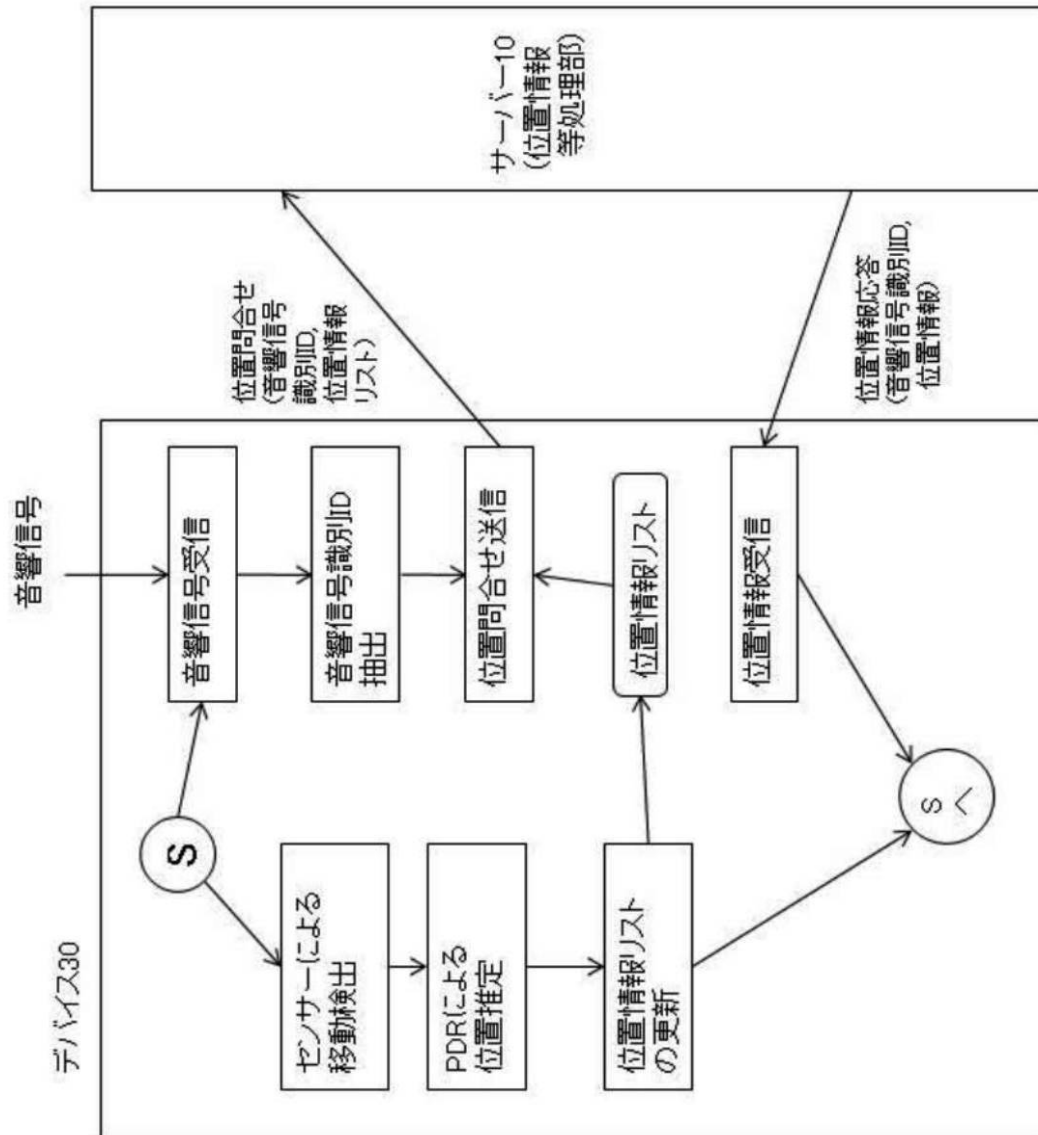 デバイス30
音響信号
S
音響信号受信
センサーによる
移動検出
音響信号識別ID
抽出
PDRによる
位置推定
位置問合せ送信
位置問合せ
(音響信号
識別ID,
位置情報
リスト)
サーバー10
(位置情報
等処理部)
位置情報リスト
の更新
位置情報リスト
位置情報受信
位置情報応答
(音響信号識別ID,
位置情報)
S
へ